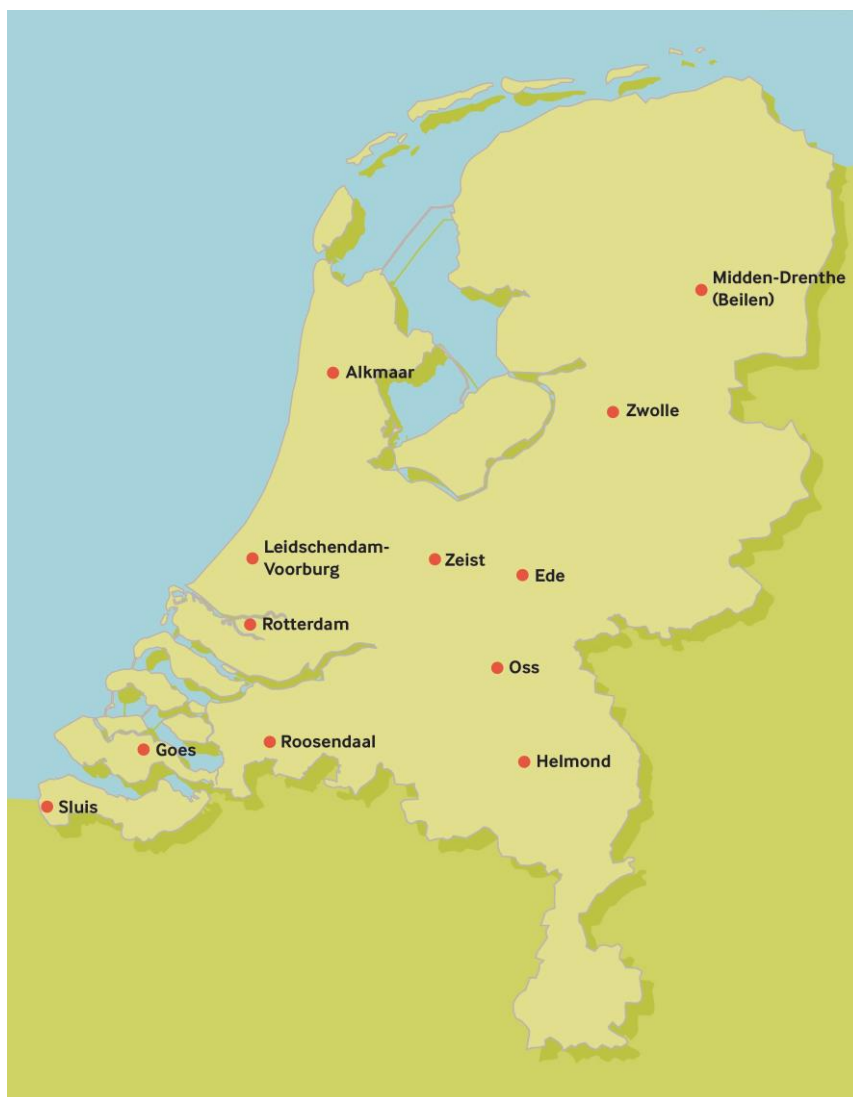 Midden-Drenthe
(Beilen)
Alkmaar
Zwolle
Leidschendam-
Voorburg
Zeist
Ede
Rotterdam
Oss
Roosendaal
Goes
Helmond
Sluis